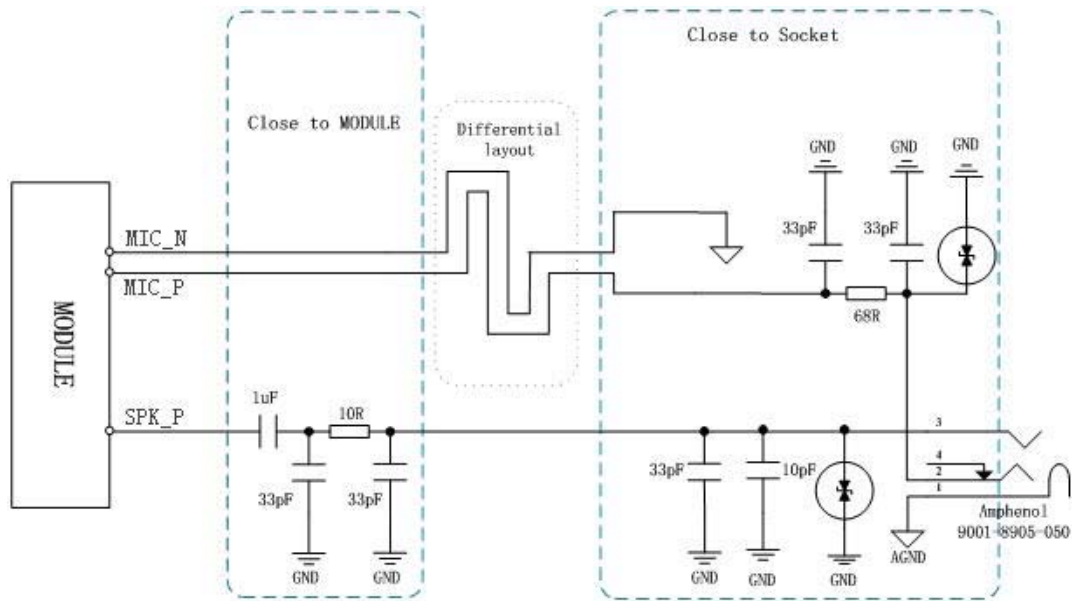 Close to Socket
Close to MODULE
Differential
layout
GND
GND
GND
33pF
33pF
68R
MIC_N
MIC_P
MODULE
SPK_P
1uF
10R
33pF
33pF
GND
GND
33pF
10pF
GND
GND
GND
3
4
2
1
Amphenol
9001-8905-050
AGND